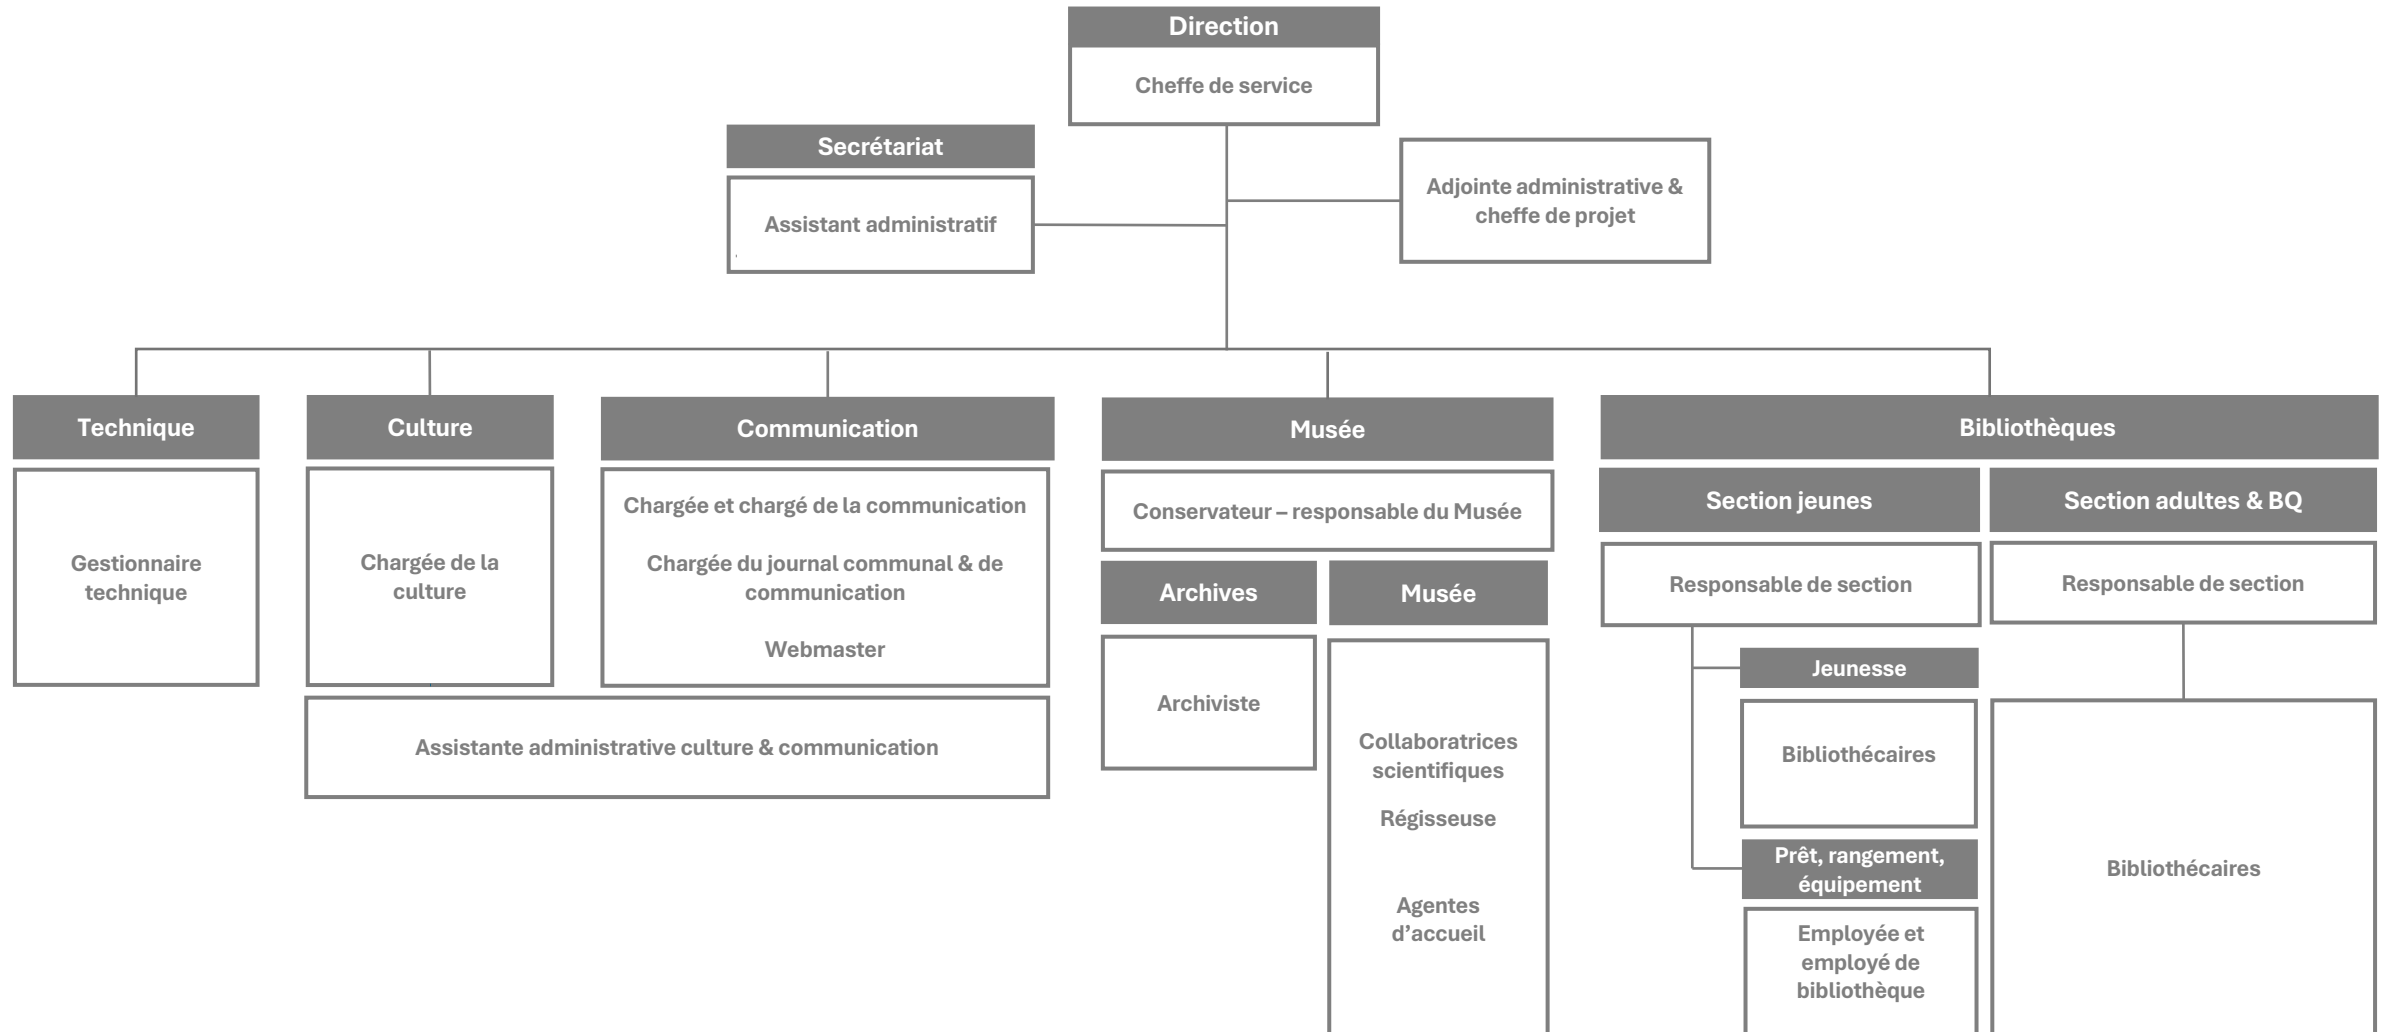 Direction
Cheffe de service
Secrétariat
Assistant administratif
Adjointe administrative &
cheffe de projet
Technique
Gestionnaire
technique
Culture
Chargée de la
culture
Communication
Chargée et chargé de la communication
Chargée du journal communal & de
communication
Webmaster
Assistante administrative culture & communication
Musée
Conservateur – responsable du Musée
Archives
Archiviste
Musée
Collaboratrices
scientifiques
Régisseuse
Agentes
d’accueil
Bibliothèques
Section jeunes
Responsable de section
Jeunesse
Bibliothécaires
Prêt, rangement,
équipement
Employée et
employé de
bibliothèque
Section adultes & BQ
Responsable de section
Bibliothécaires